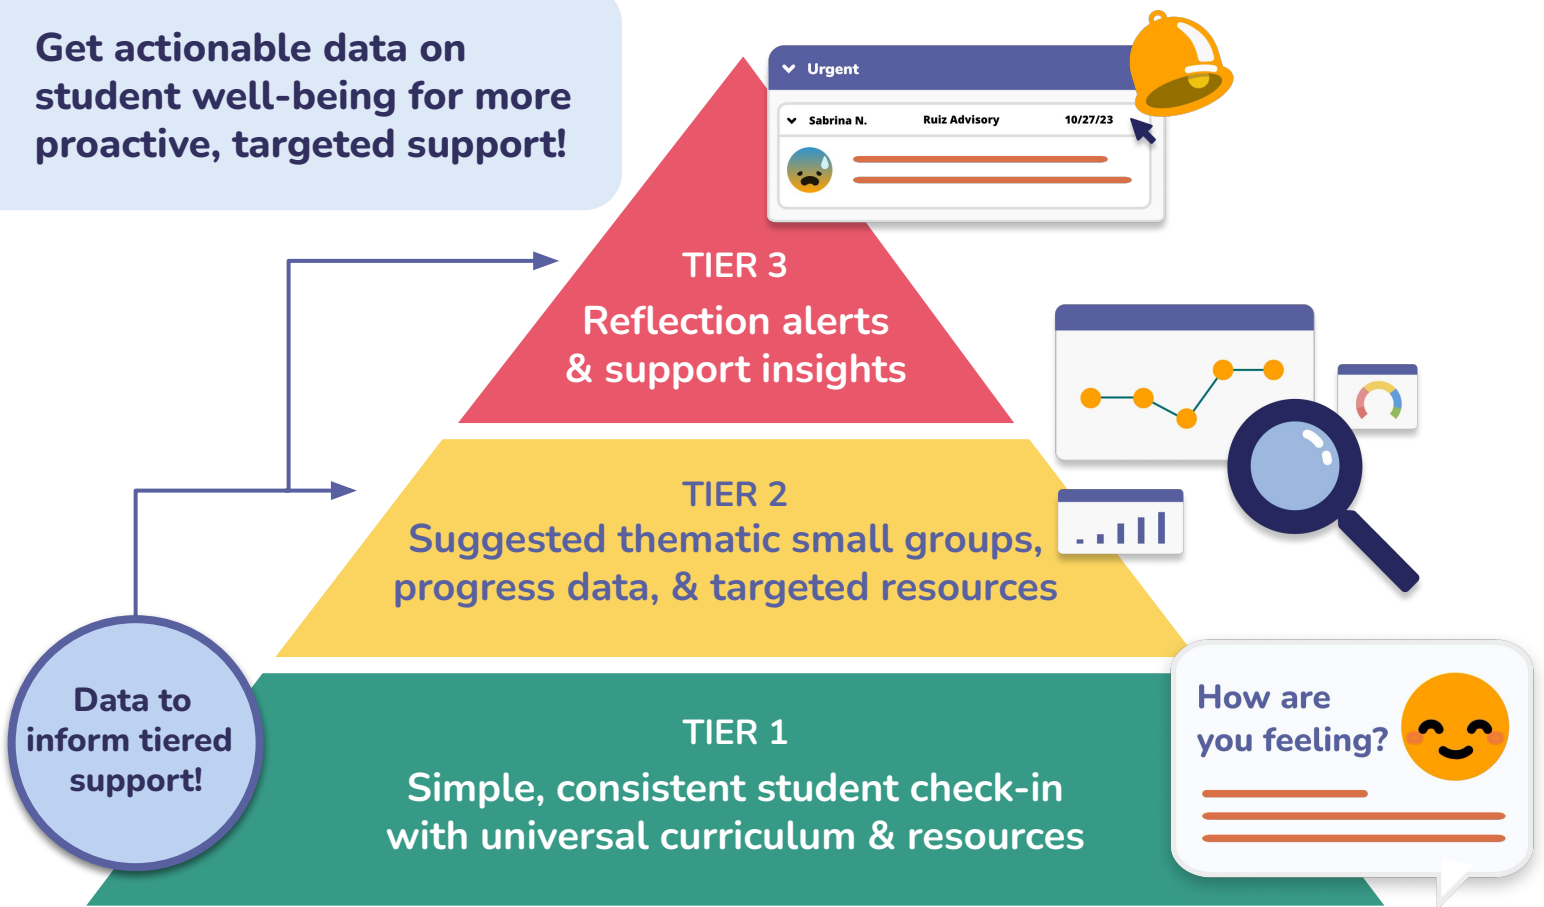 Get actionable data on
student well-being for more
proactive, targeted support!
Urgent
Sabrina N. Ruiz Advisory 10/27/23
TIER 3
Reflection alerts
& support insights
TIER 2
Suggested thematic small groups,
progress data, & targeted resources
Data to
inform tiered
support!
TIER 1
Simple, consistent student check-in
with universal curriculum & resources
How are
you feeling?